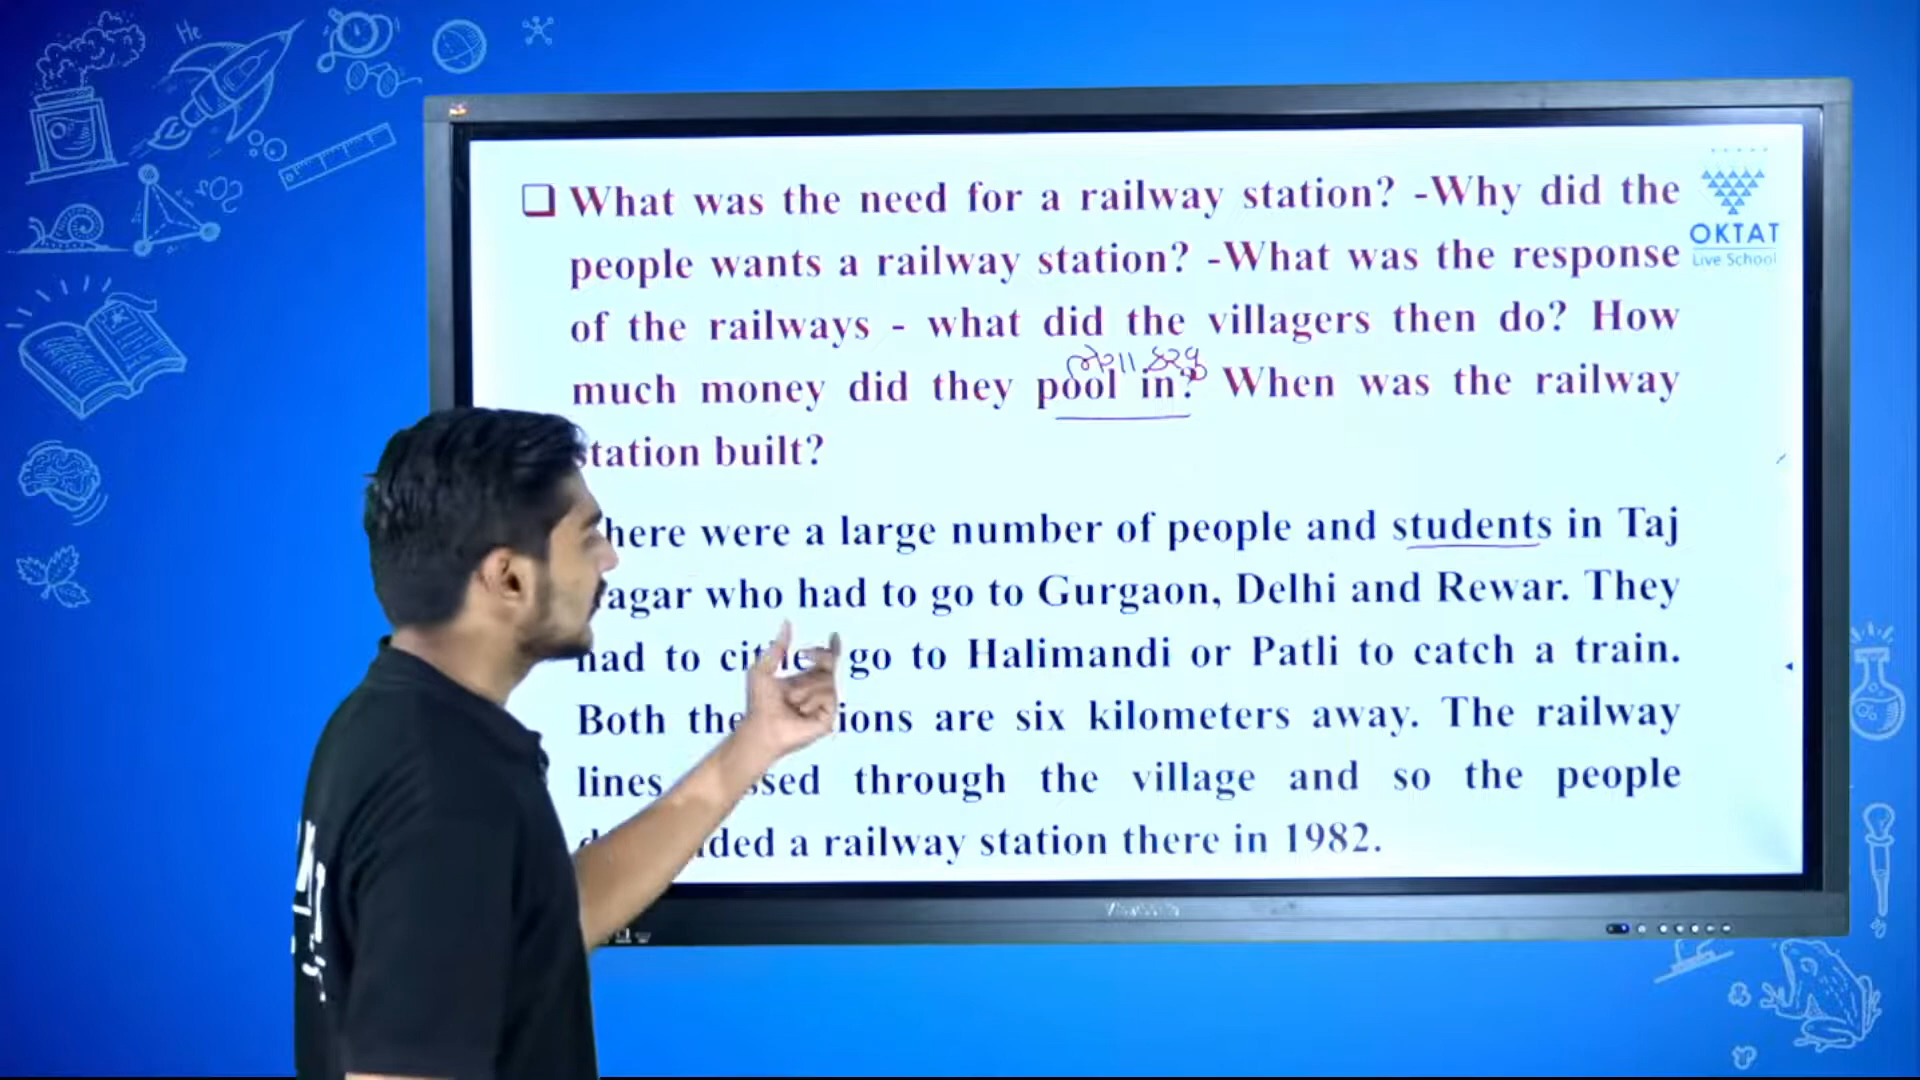 What was the need for a railway station? -Why did the
people wants a railway station? -What was the response
of the railways - what did the villagers then do? How
ભેગા કરવુ
much money did they pool in? When was the railway
tation built?
here were a large number of people and students in Taj
agar who had to go to Gurgaon, Delhi and Rewar. They
had to go to Halimandi or Patli to catch a train.
Both the ions are six kilometers away. The railway
lines ssed through the village and so the people
ded a railway station there in 1982.
OKTAT
Live School
He